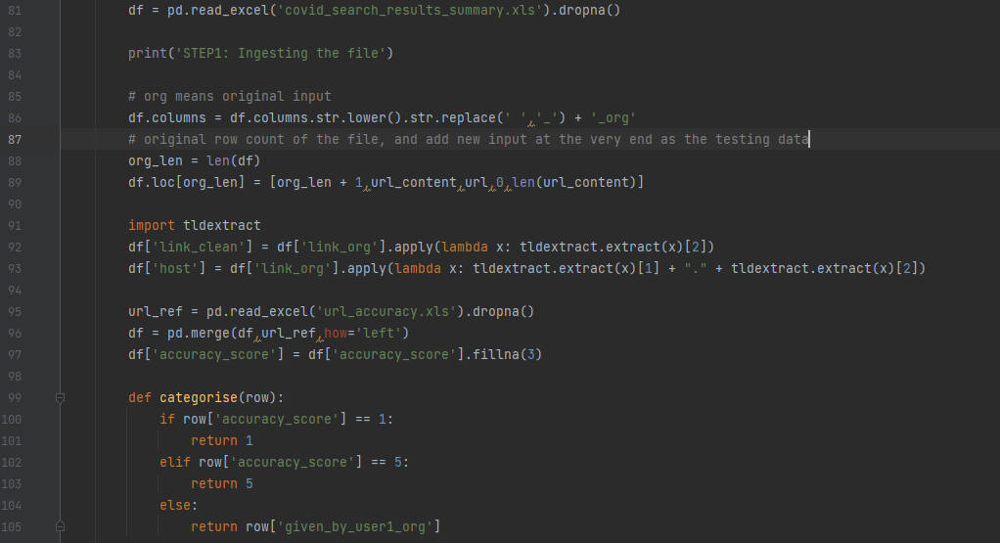 81 df = pd.read_excel('covid_search_results_summary.xls').dropna()
82
83 print('STEP1: Ingesting the file')
84
85 # org means original input
86 df.columns = df.columns.str.lower().str.replace(' ','_') + '_org'
87 # original row count of the file, and add new input at the very end as the testing data
88 org_len = len(df)
89 df.loc[org_len] = [org_len + 1,url_content,url,0,len(url_content)]
90
91 import tldextract
92 df['link_clean'] = df['link_org'].apply(lambda x: tldextract.extract(x)[2])
93 df['host'] = df['link_org'].apply(lambda x: tldextract.extract(x)[1] + "." + tldextract.extract(x)[2])
94
95 url_ref = pd.read_excel('url_accuracy.xls').dropna()
96 df = pd.merge(df,url_ref,how='left')
97 df['accuracy_score'] = df['accuracy_score'].fillna(3)
98
99 def categorise(row):
100 if row['accuracy_score'] == 1:
101 return 1
102 elif row['accuracy_score'] == 5:
103 return 5
104 else:
105 return row['given_by_user1_org']